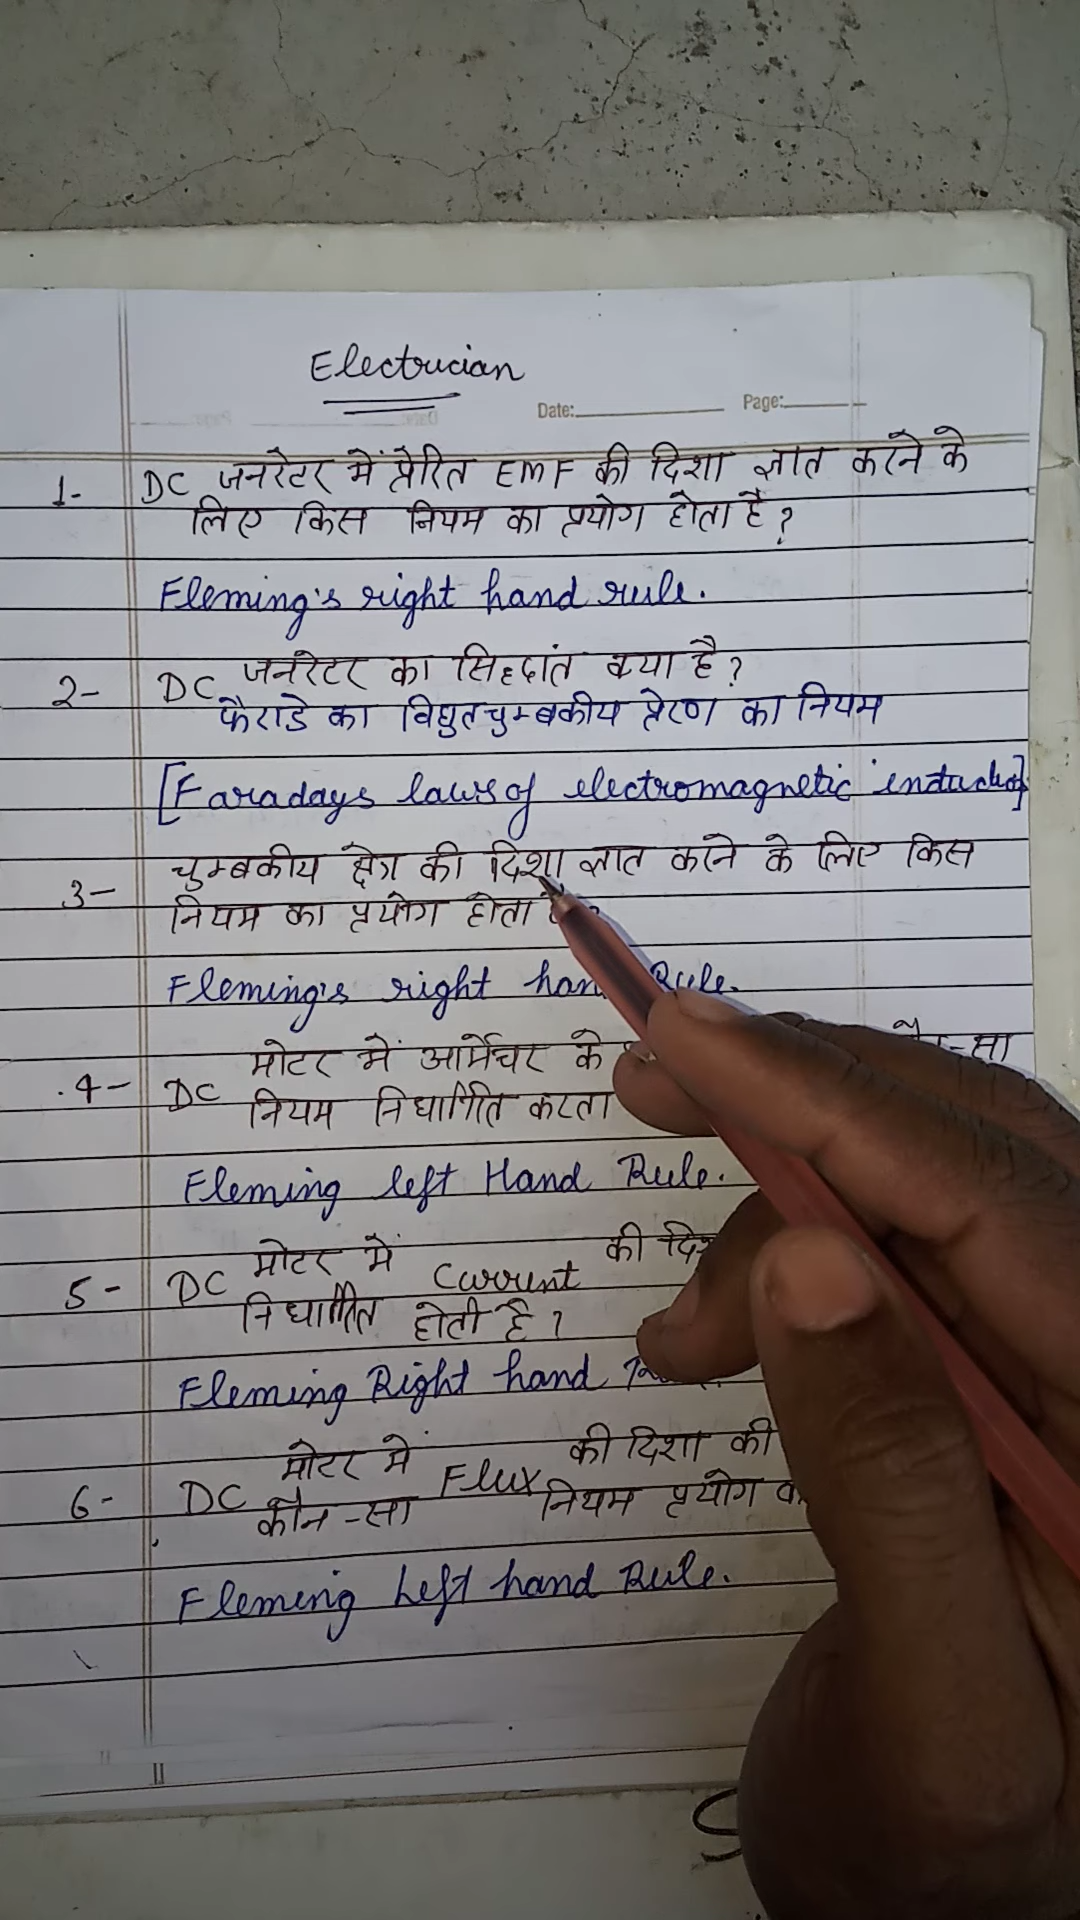 Electrician
Date: Page:
1- DC जनरेटर में प्रेरित EMF की दिशा ज्ञात करने के
लिए किस नियम का प्रयोग होता है?
Fleming's right hand rule.
2- DC जनरेटर का सिद्धांत क्या है?
फैराडे का विधुतचुम्बकीय प्रेरण का नियम
[Faradays laws of electromagnetic induction]
3- चुम्बकीय क्षेत्र की दिशा ज्ञात करने के लिए किस
नियम का प्रयोग होता
Fleming's right hand Rule.
4- DC मोटर में आर्मेचर के कौन-सा
नियम निर्धारित करता
Fleming left Hand Rule.
5- DC मोटर में Current की
निर्धारित होती है?
Fleming Right hand
6- DC मोटर में Flux की दिशा की
कौन-सा नियम प्रयोग
Fleming Left hand Rule.